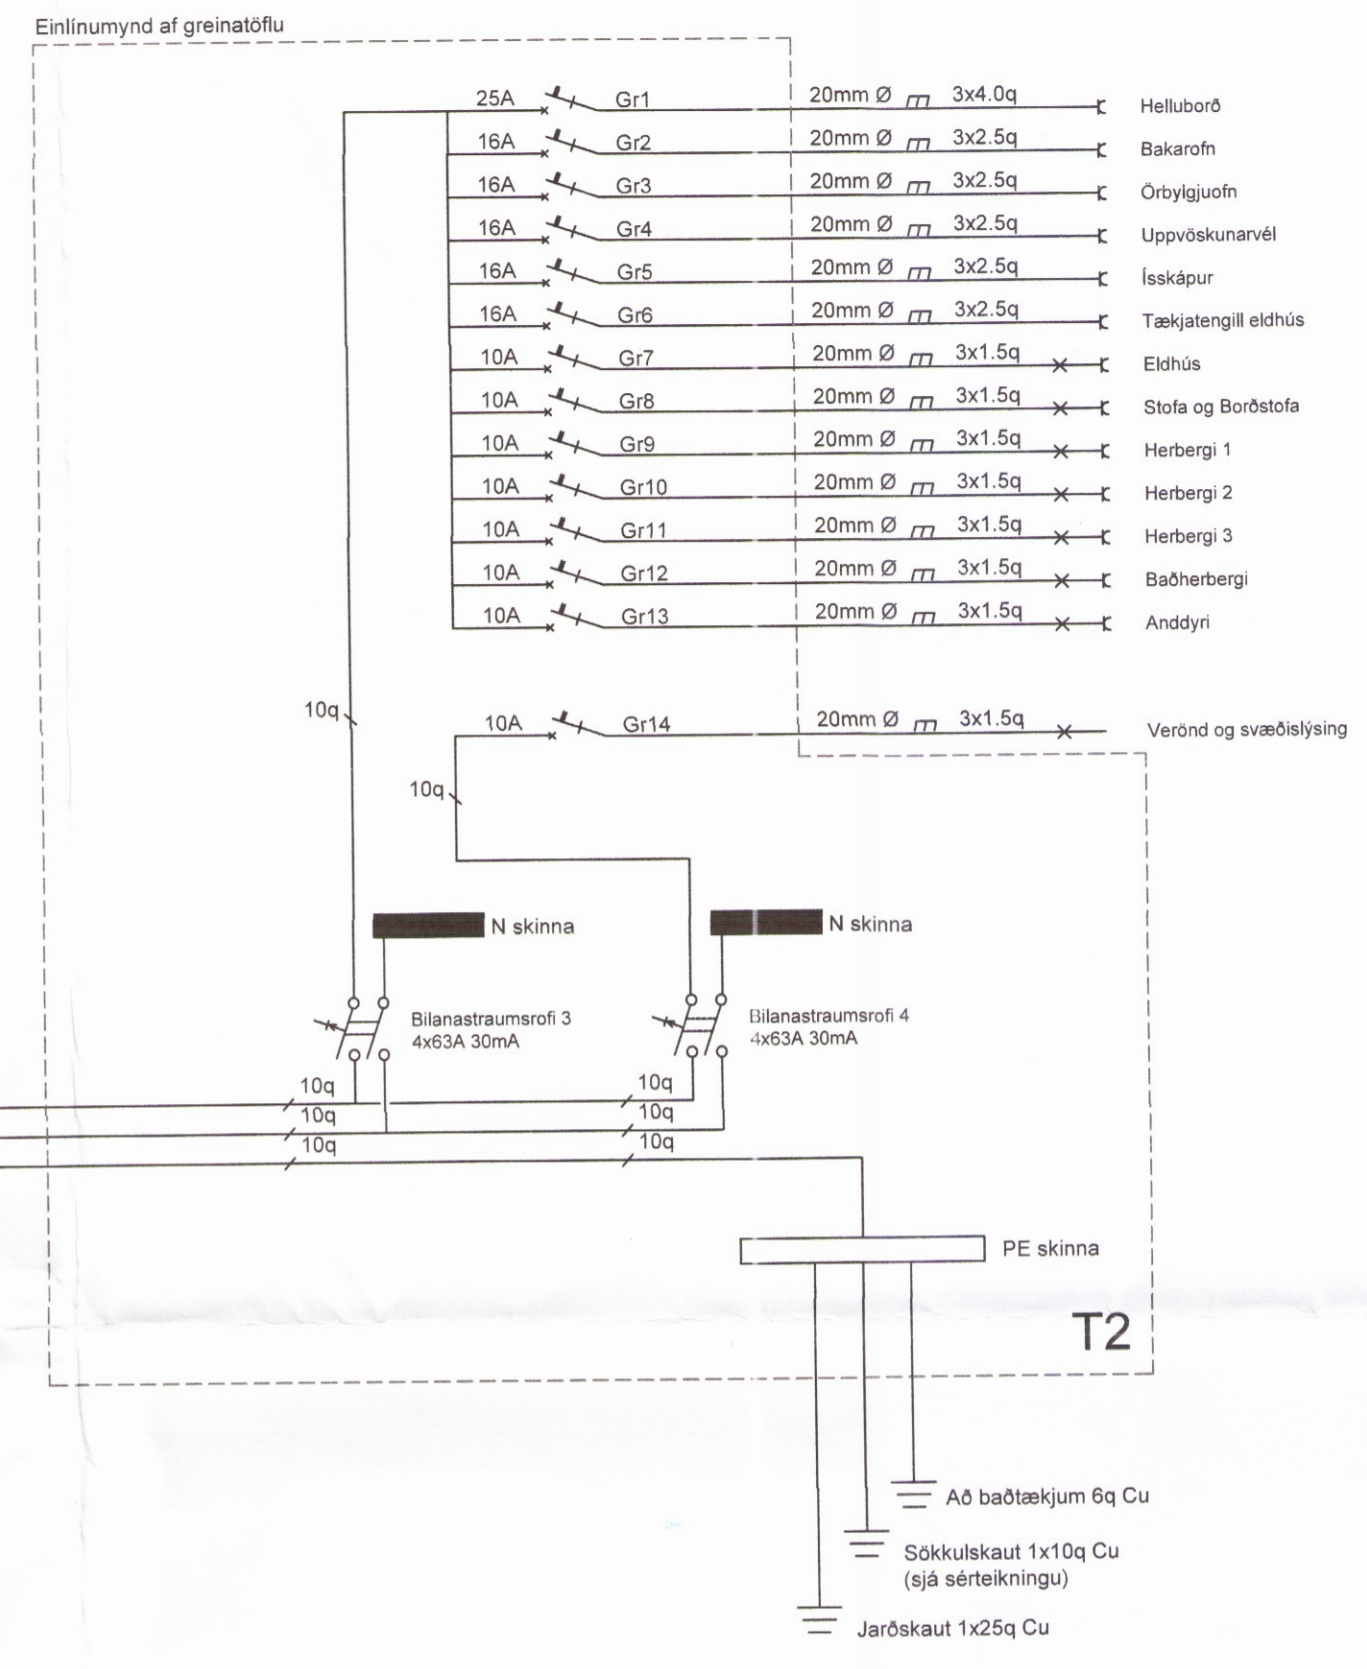 Einlínumynd af greinatöflu
25A Gr1 20mm Ø 3x4.0q Helluborð
16A Gr2 20mm Ø 3x2.5q Bakarofn
16A Gr3 20mm Ø 3x2.5q Örbylgjuofn
16A Gr4 20mm Ø 3x2.5q Uppvöskunarvél
16A Gr5 20mm Ø 3x2.5q Ísskápur
16A Gr6 20mm Ø 3x2.5q Tækjatengill eldhús
10A Gr7 20mm Ø 3x1.5q Eldhús
10A Gr8 20mm Ø 3x1.5q Stofa og Borðstofa
10A Gr9 20mm Ø 3x1.5q Herbergi 1
10A Gr10 20mm Ø 3x1.5q Herbergi 2
10A Gr11 20mm Ø 3x1.5q Herbergi 3
10A Gr12 20mm Ø 3x1.5q Baðherbergi
10A Gr13 20mm Ø 3x1.5q Anddyri
10q
10A Gr14 20mm Ø 3x1.5q Verönd og svæðislýsing
10q
N skinna N skinna
Bilanastraumsrofi 3
4x63A 30mA
Bilanastraumsrofi 4
4x63A 30mA
10q 10q
10q 10q
10q 10q
PE skinna
T2
Að baðtækjum 6q Cu
Sökkulskaut 1x10q Cu
(sjá sérteikningu)
Jarðskaut 1x25q Cu